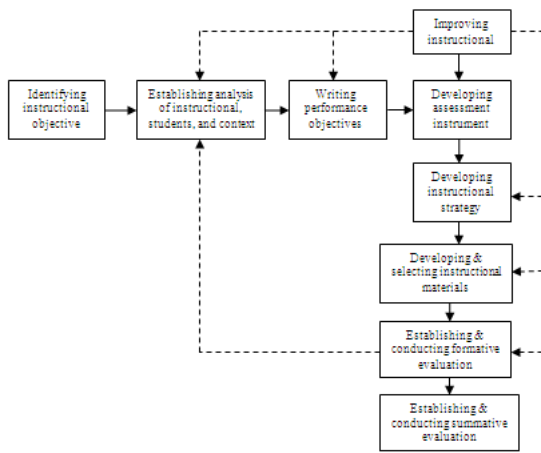 Improving
instructional
Identifying
instructional
objective
Establishing analysis
of instructional,
students, and context
Writing
performance
objectives
Developing
assessment
instrument
Developing
instructional
strategy
Developing &
selecting instructional
materials
Establishing &
conducting formative
evaluation
Establishing &
conducting summative
evaluation